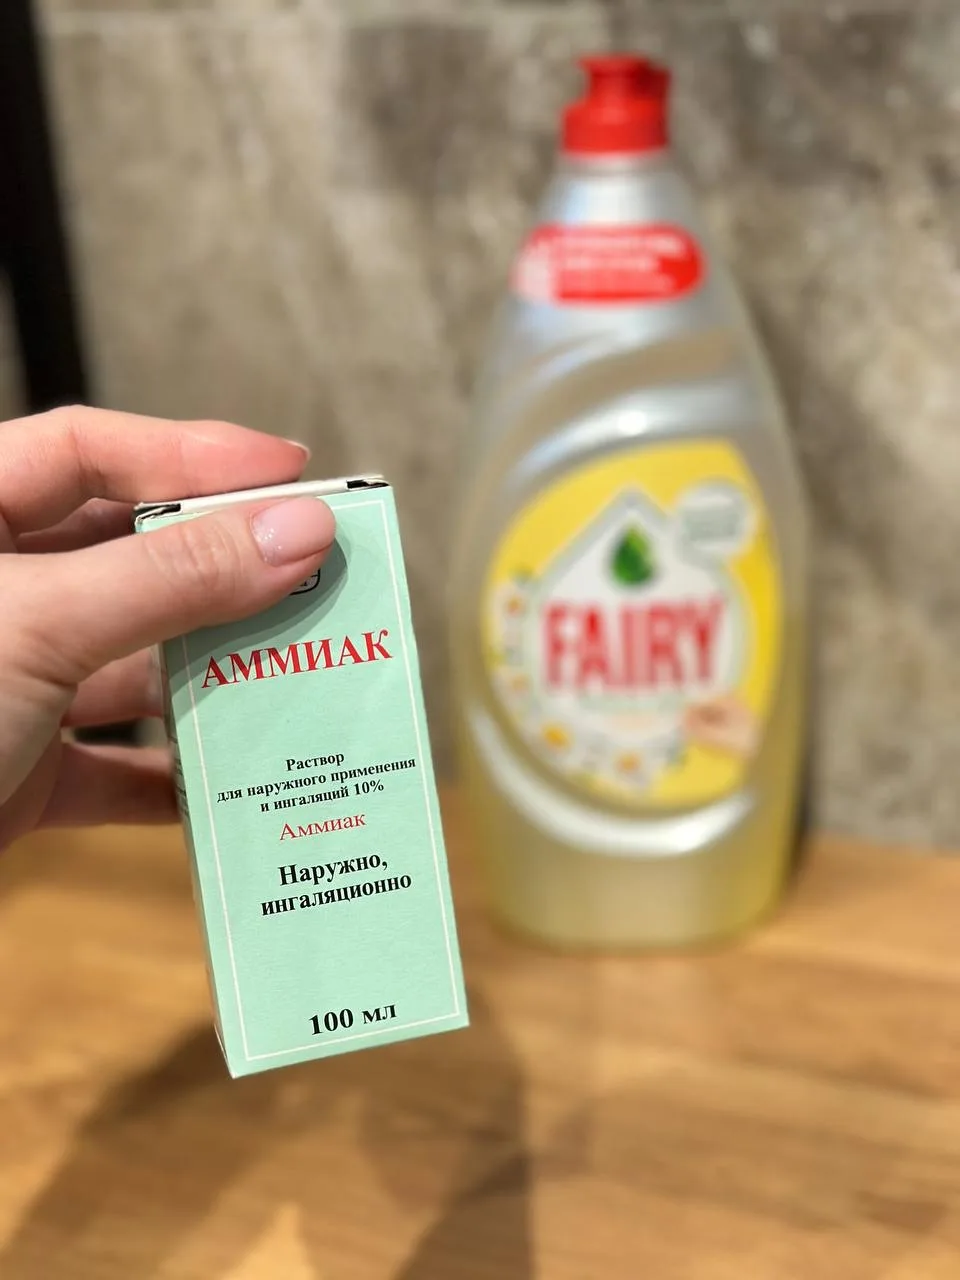 АММИАК
Раствор
для наружного применения
и ингаляций 10%
Аммиак
Наружно,
ингаляционно
100 мл
FAIRY